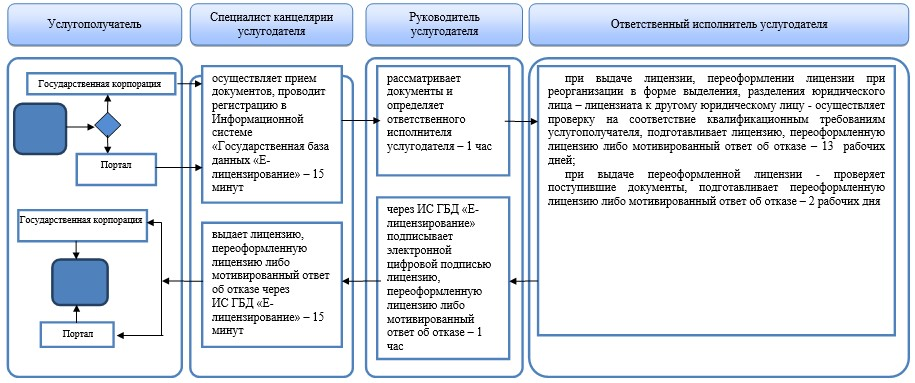 Услугополучатель
Специалист канцелярии
услугодателя
Руководитель
услугодателя
Ответственный исполнитель услугодателя
Государственная корпорация
Портал
осуществляет прием
документов, проводит
регистрацию в
Информационой
системе
«Государственная база
данных «Е-
лицензирование» – 15
минут
рассматривает
документы и
определяет
ответственного
исполнителя
услугодателя – 1 час
при выдаче лицензии, переоформлении лицензии при
реорганизации в форме выделения, разделения юридического
лица – лицензиата к другому юридическому лицу - осуществляет
проверку на соответствие квалификационным требованиям
услугополучателя, подготавливает лицензию, переоформленную
лицензию либо мотивированный ответ об отказе – 13 рабочих
дней;
при выдаче переоформленной лицензии - проверяет
поступившие документы, подготавливает переоформленную
лицензию либо мотивированный ответ об отказе – 2 рабочих дня
Государственная корпорация
Портал
выдает лицензию,
переоформленную
лицензию либо
мотивированный ответ
об отказе через
ИС ГБД «Е-
лицензирование» – 15
минут
через ИС ГБД «Е-
лицензирование»
подписывает
электронной
цифровой подписью
лицензию,
переоформленную
лицензию либо
мотивированный
ответ об отказе – 1
час